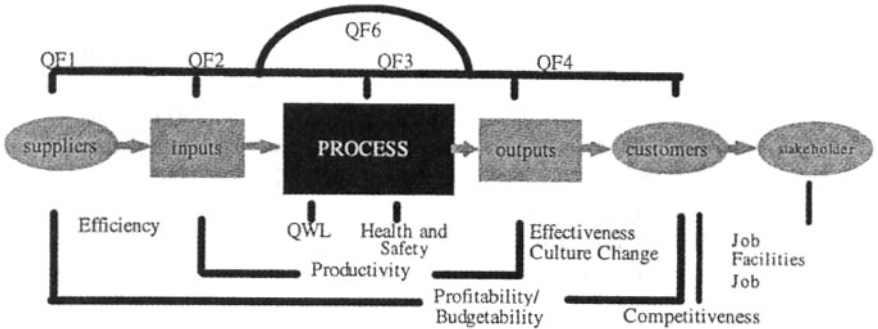 QF6
QF1 QF2 QF3 QF4
suppliers inputs PROCESS outputs customers stakeholder
Efficiency QWL Health and Safety Effectiveness
Culture Change
Job
Facilities
Job
Productivity
Profitability/
Budgetability
Competitiveness